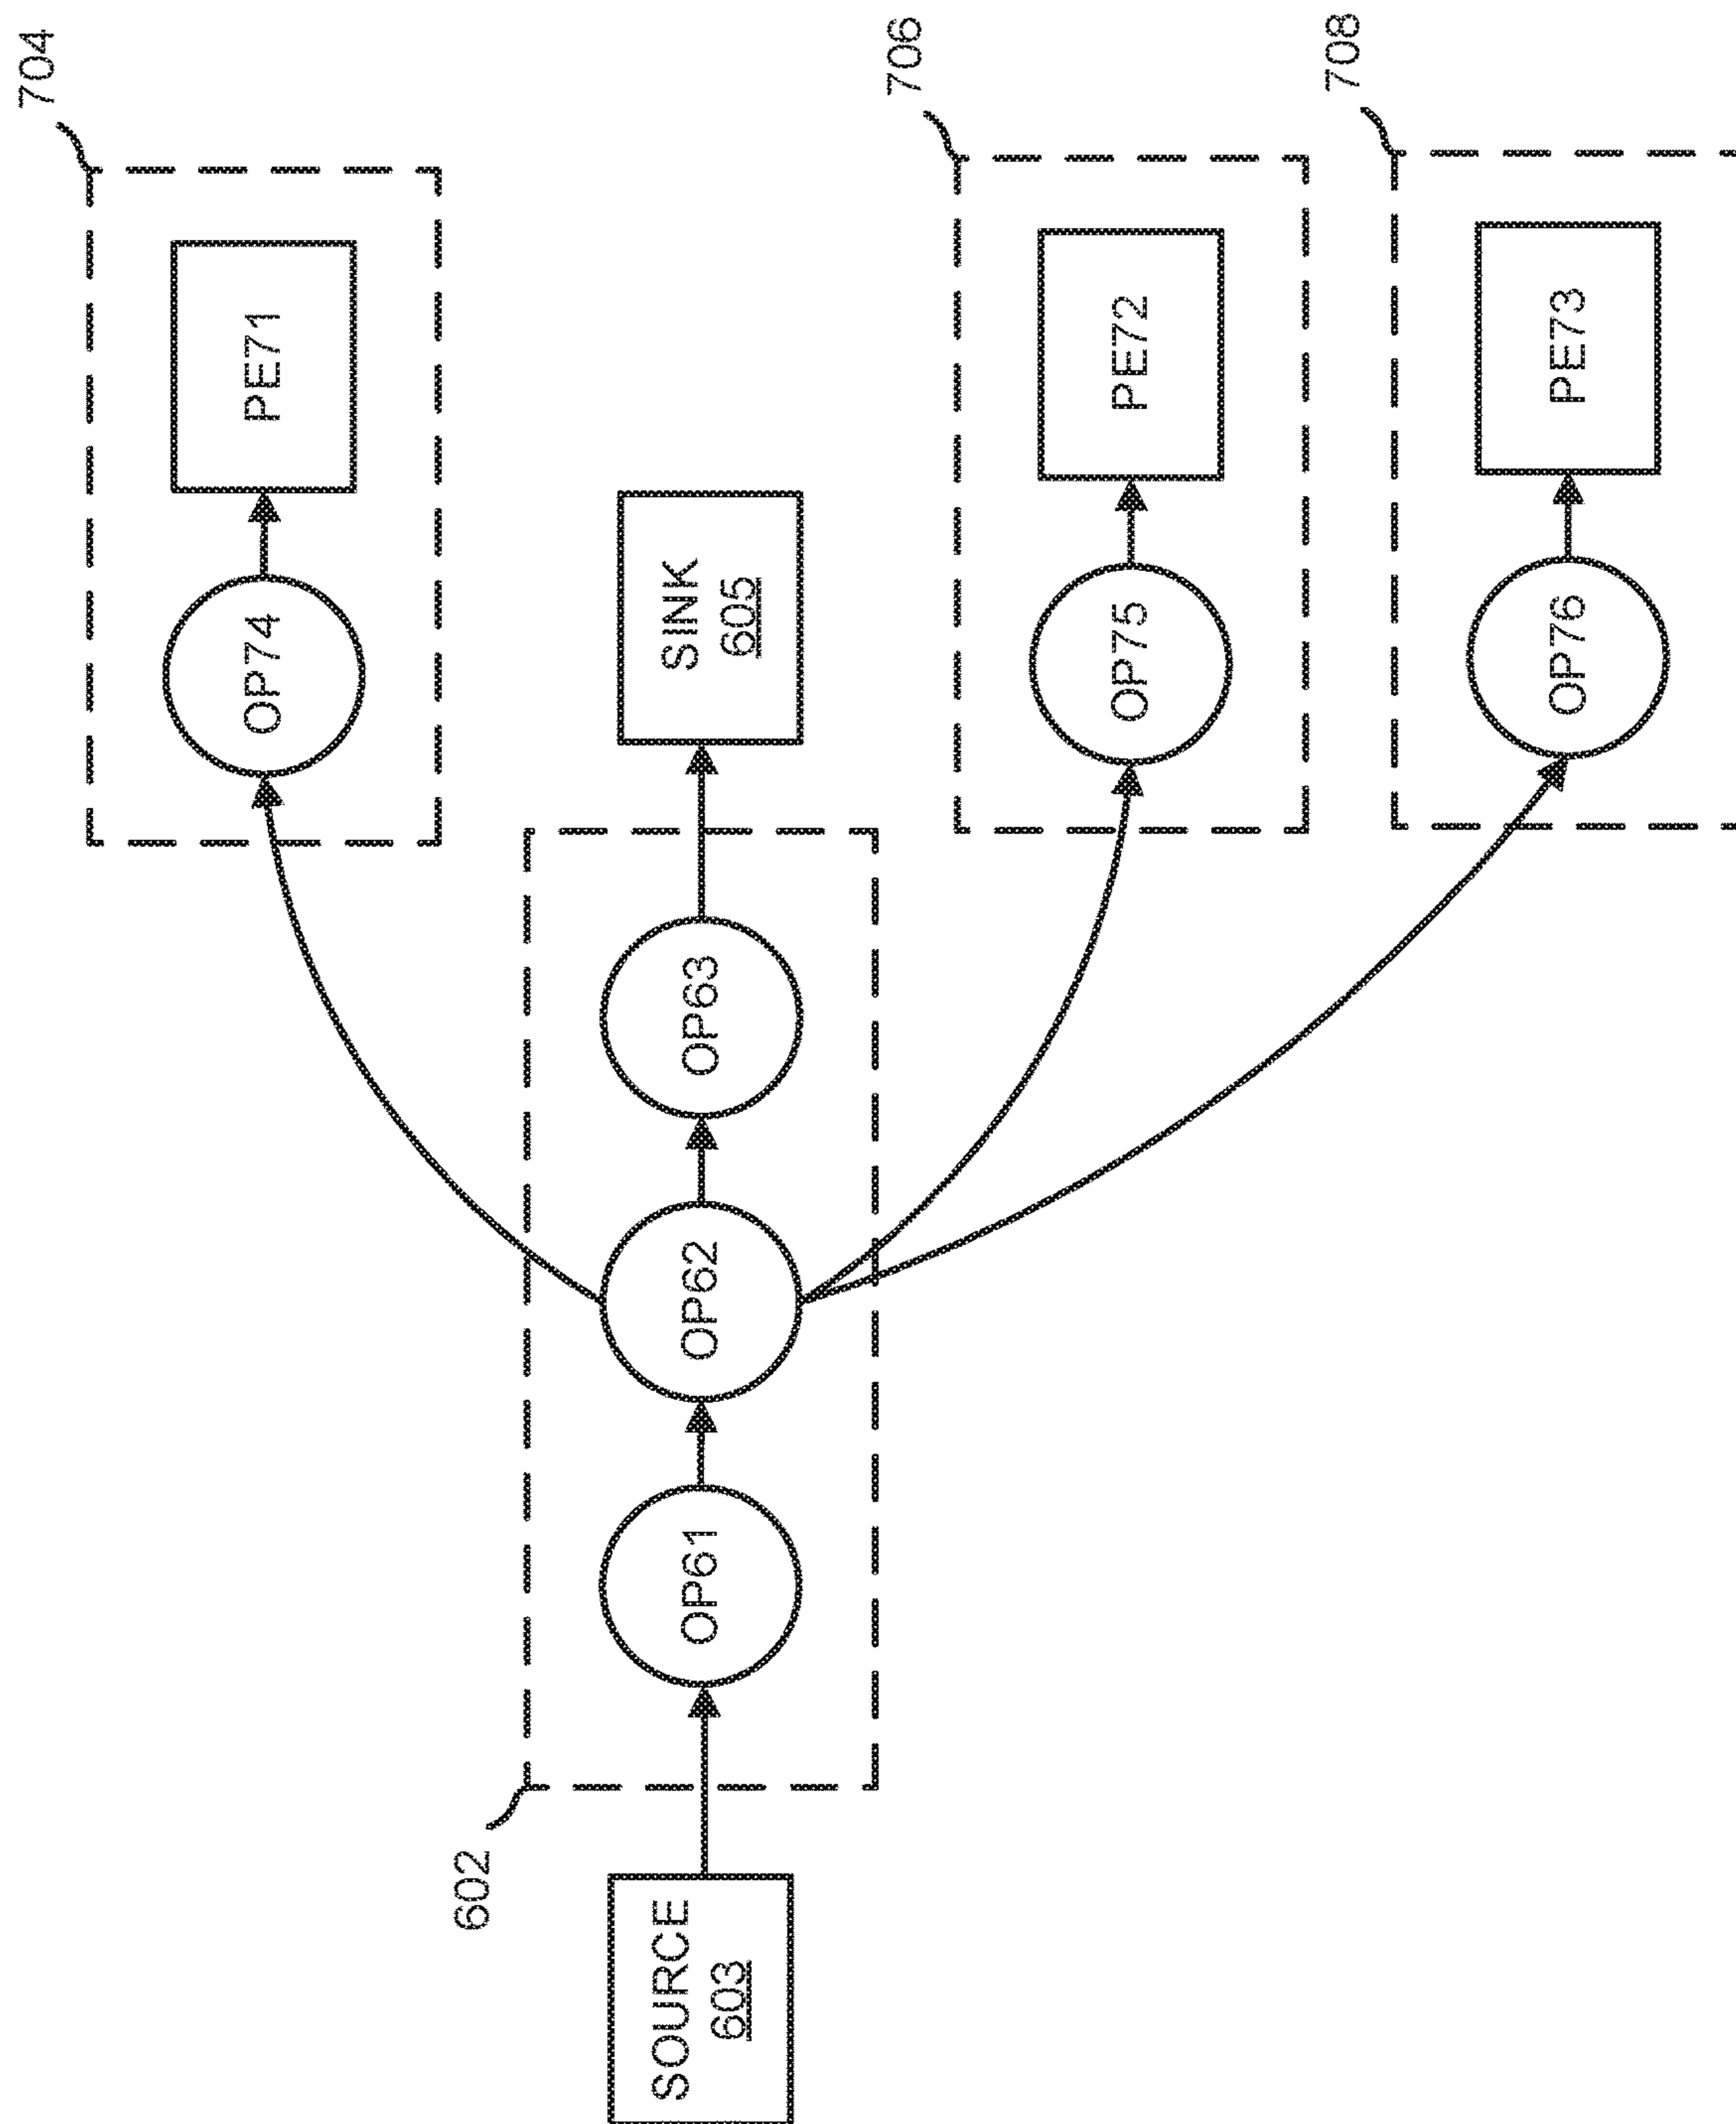 704
OP74
PE71
602
SOURCE
603
OP61
OP62
OP63
SINK
605
706
OP75
PE72
708
OP76
PE73